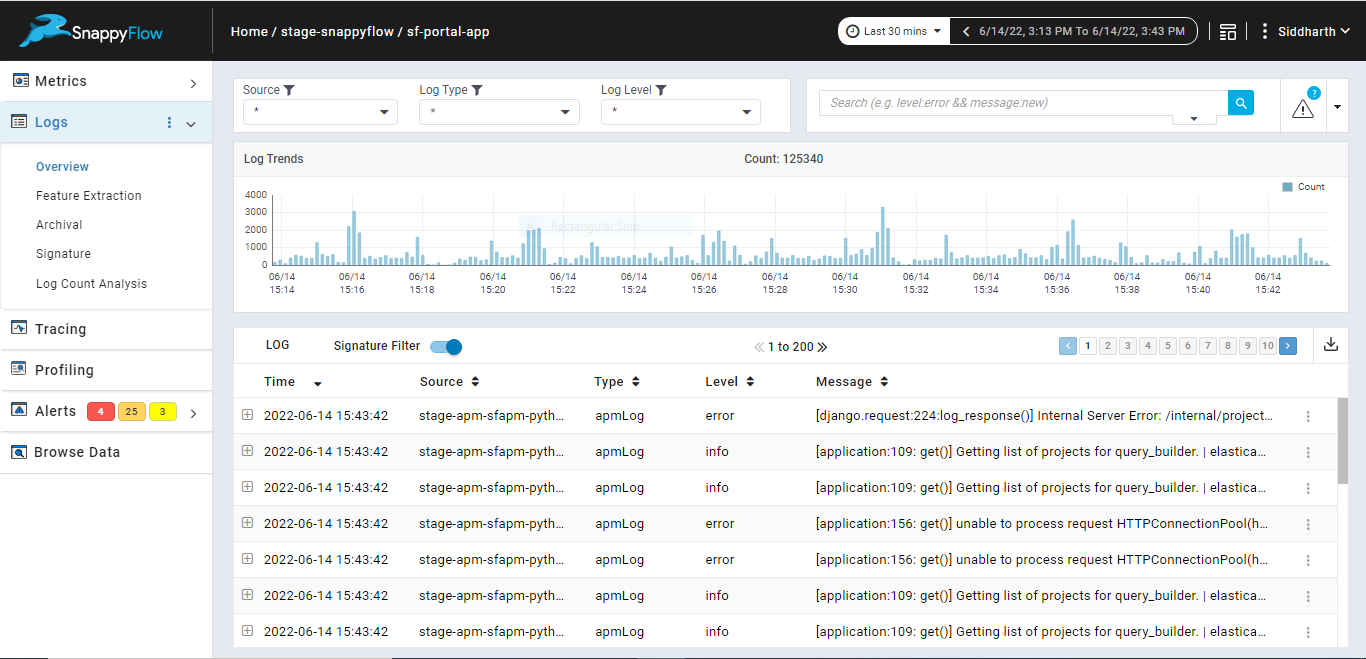 SnappyFlow
Home / stage-snappyflow / sf-portal-app
Last 30 mins
6/14/22, 3:13 PM To 6/14/22, 3:43 PM
Siddharth
Metrics
Logs
Overview
Feature Extraction
Archival
Signature
Log Count Analysis
Tracing
Profiling
Alerts 4 25 3
Browse Data
Source Log Type Log Level
* * *
Search (e.g. level:error && message:new)
?
Log Trends Count: 125340
Count
4000
3000
2000
1000
0
Rectangular Snip
06/14 06/14 06/14 06/14 06/14 06/14 06/14 06/14 06/14 06/14 06/14 06/14 06/14 06/14 06/14
15:14 15:16 15:18 15:20 15:22 15:24 15:26 15:28 15:30 15:32 15:34 15:36 15:38 15:40 15:42
LOG Signature Filter 1 to 200 1 2 3 4 5 6 7 8 9 10
Time Source Type Level Message
2022-06-14 15:43:42 stage-apm-sfapm-pyth... apmLog error [django.request:224:log_response()] Internal Server Error: /internal/project...
2022-06-14 15:43:42 stage-apm-sfapm-pyth... apmLog info [application:109: get()] Getting list of projects for query_builder. | elastica...
2022-06-14 15:43:42 stage-apm-sfapm-pyth... apmLog info [application:109: get()] Getting list of projects for query_builder. | elastica...
2022-06-14 15:43:42 stage-apm-sfapm-pyth... apmLog error [application:156: get()] unable to process request HTTPConnectionPool(h...
2022-06-14 15:43:42 stage-apm-sfapm-pyth... apmLog error [application:156: get()] unable to process request HTTPConnectionPool(h...
2022-06-14 15:43:42 stage-apm-sfapm-pyth... apmLog info [application:109: get()] Getting list of projects for query_builder. | elastica...
2022-06-14 15:43:42 stage-apm-sfapm-pyth... apmLog info [application:109: get()] Getting list of projects for query_builder. | elastica...